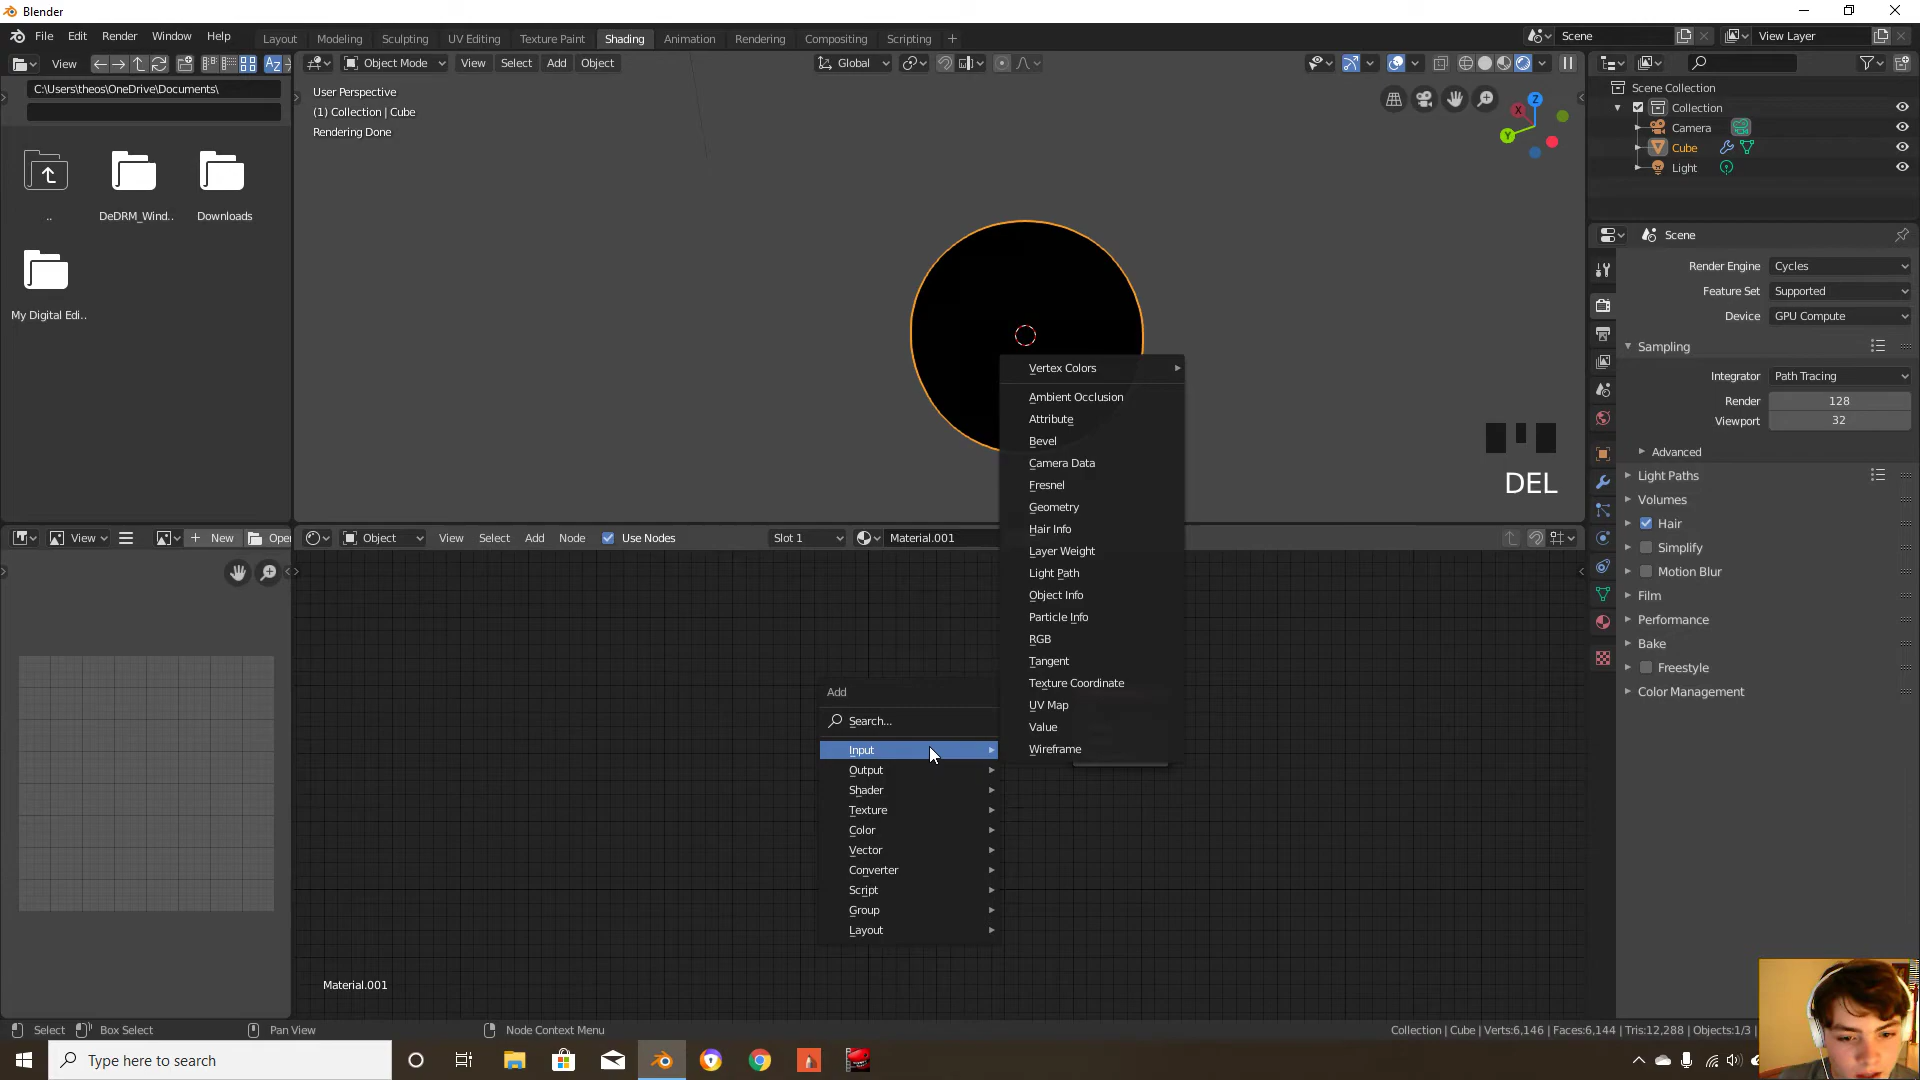 Blender
File Edit Render Window Help
Layout Modeling Sculpting UV Editing Texture Paint Shading Animation Rendering Compositing Scripting +
Scene
View Layer
View
Object Mode View Select Add Object
Global
C:\Users\theos\OneDrive\Documents\
..
DeDRM_Wind..
Downloads
My Digital Edi..
User Perspective
(1) Collection | Cube
Rendering Done
Z
X
Y
DEL
Scene Collection
Collection
Camera
Cube
Light
Scene
Render Engine Cycles
Feature Set Supported
Device GPU Compute
Sampling
Integrator Path Tracing
Render 128
Viewport 32
Advanced
Light Paths
Volumes
Hair
Simplify
Motion Blur
Film
Performance
Bake
Freestyle
Color Management
View
New
Open
Object View Select Add Node Use Nodes
Slot 1
Material.001
Vertex Colors
Ambient Occlusion
Attribute
Bevel
Camera Data
Fresnel
Geometry
Hair Info
Layer Weight
Light Path
Object Info
Particle Info
RGB
Tangent
Texture Coordinate
UV Map
Value
Wireframe
Add
Search...
Input
Output
Shader
Texture
Color
Vector
Converter
Script
Group
Layout
Material.001
Select
Box Select
Pan View
Node Context Menu
Collection | Cube | Verts:6,146 | Faces:6,144 | Tris:12,288 | Objects:1/3
Type here to search